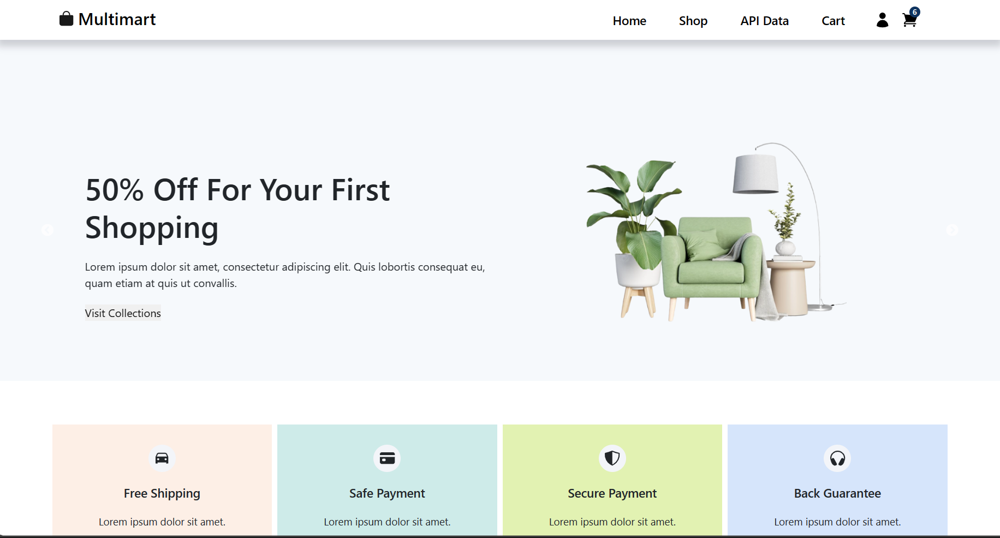 Multimart
Home
Shop
API Data
Cart
6
50% Off For Your First
Shopping
Lorem ipsum dolor sit amet, consectetur adipiscing elit. Quis lobortis consequat eu,
quam etiam at quis ut convallis.
Visit Collections
Free Shipping
Lorem ipsum dolor sit amet.
Safe Payment
Lorem ipsum dolor sit amet.
Secure Payment
Lorem ipsum dolor sit amet.
Back Guarantee
Lorem ipsum dolor sit amet.